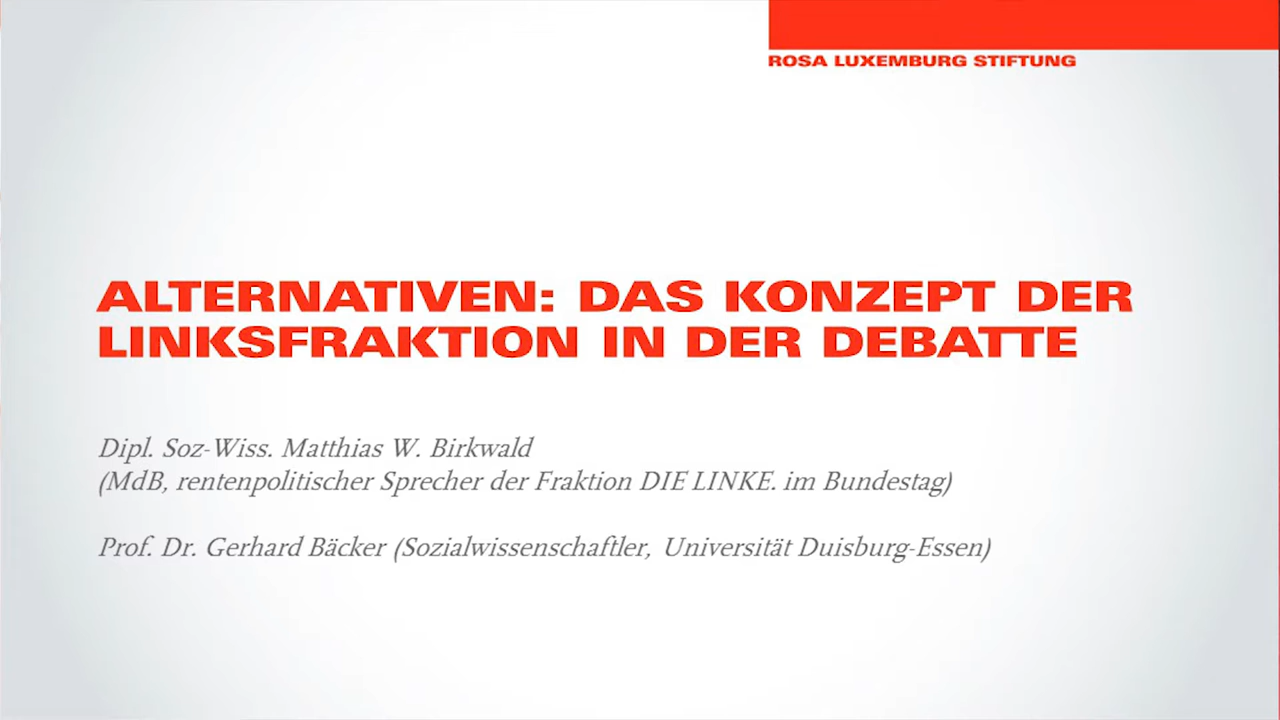 ROSA LUXEMBURG STIFTUNG
ALTERNATIVEN: DAS KONZEPT DER
LINKSFRAKTION IN DER DEBATTE
Dipl. Soz-Wiss. Matthias W. Birkwald
(MdB, rentenpolitischer Sprecher der Fraktion DIE LINKE. im Bundestag)
Prof. Dr. Gerhard Bäcker (Sozialwissenschaftler, Universität Duisburg-Essen)